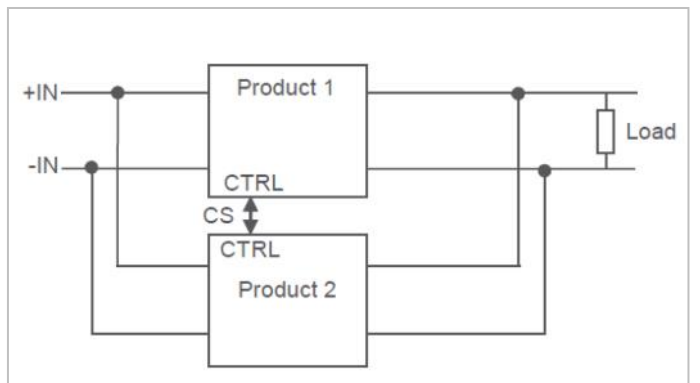 +IN
Product 1
-IN
Load
CTRL
CS
CTRL
Product 2